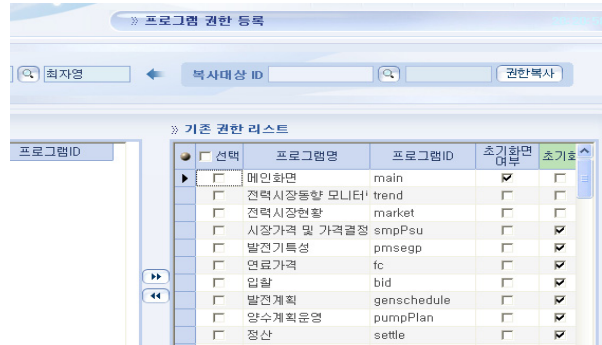 » 프로그램 권한 등록
최자영 복사대상 ID 권한복사
» 기존 권한 리스트
프로그램ID
선택 프로그램명 프로그램ID 초기화면여부 초기화
메인화면 main
전력시장동향 모니터 trend
전력시장현황 market
시장가격 및 가격결정 smpPsu
발전기특성 pmsegp
연료가격 fc
입찰 bid
발전계획 genschedule
양수계획운영 pumpPlan
정산 settle